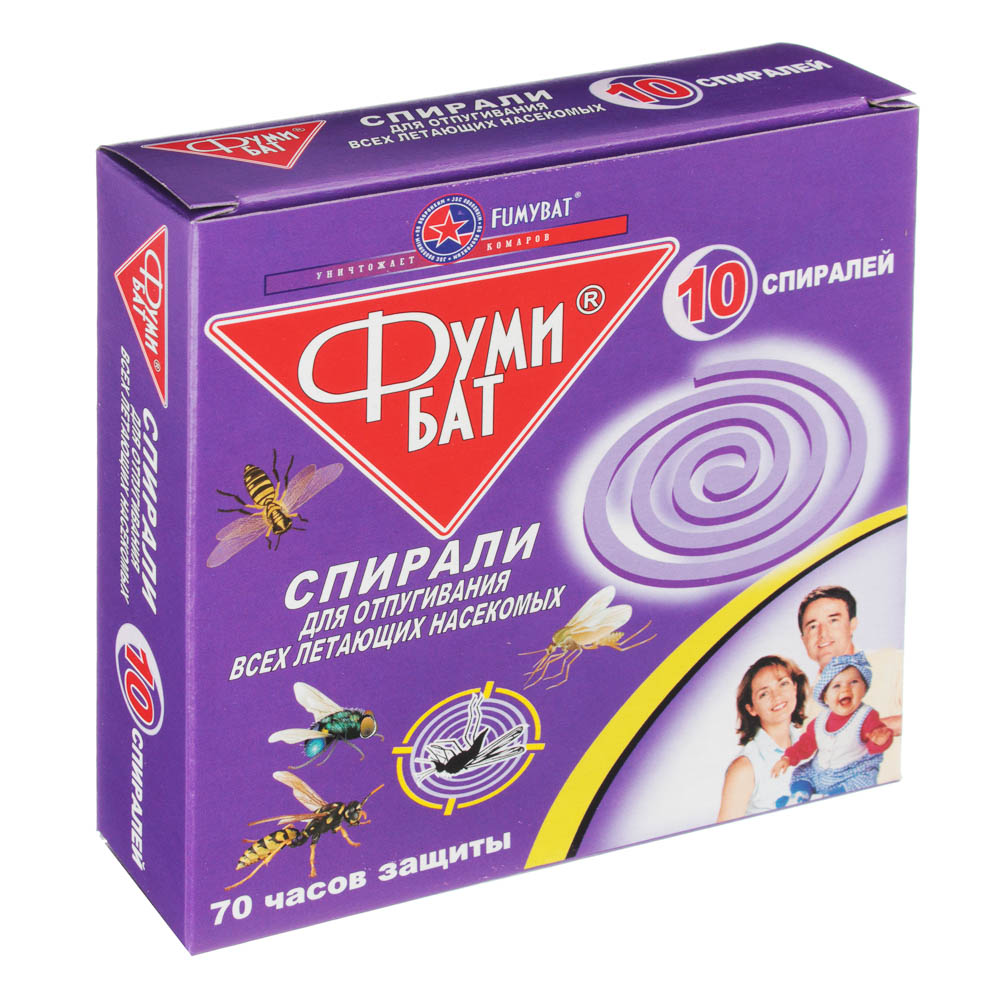 ФУМИ®
БАТ
СПИРАЛИ
ДЛЯ ОТПУГИВАНИЯ
ВСЕХ ЛЕТАЮЩИХ НАСЕКОМЫХ
10 СПИРАЛЕЙ
FUMYBAT®
УНИЧТОЖАЕТ КОМАРОВ
ФУМИ®
БАТ
10 СПИРАЛЕЙ
СПИРАЛИ
ДЛЯ ОТПУГИВАНИЯ
ВСЕХ ЛЕТАЮЩИХ НАСЕКОМЫХ
70 часов защиты
ФУМИ®
БАТ
СПИРАЛИ
ДЛЯ ОТПУГИВАНИЯ
ВСЕХ ЛЕТАЮЩИХ НАСЕКОМЫХ
10 СПИРАЛЕЙ